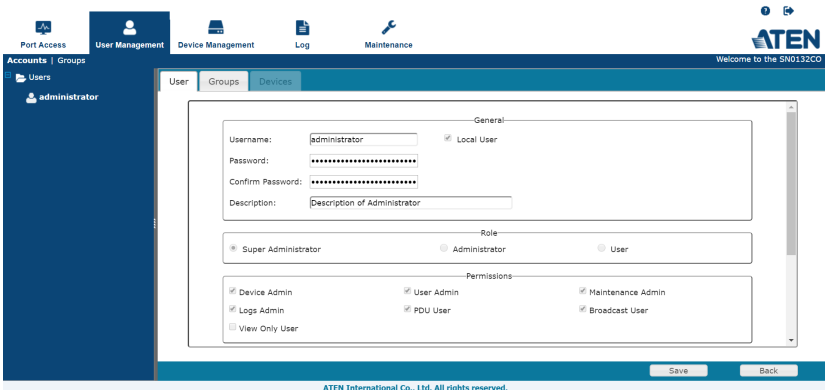 Port Access User Management Device Management Log Maintenance
ATEN
Accounts | Groups Welcome to the SN0132CO
Users
administrator
User Groups Devices
General
Username: administrator Local User
Password: ••••••••••••••••••••••••
Confirm Password: ••••••••••••••••••••••••
Description: Description of Administrator
Role
Super Administrator Administrator User
Permissions
Device Admin User Admin Maintenance Admin
Logs Admin PDU User Broadcast User
View Only User
Save Back
ATEN International Co., Ltd. All rights reserved.